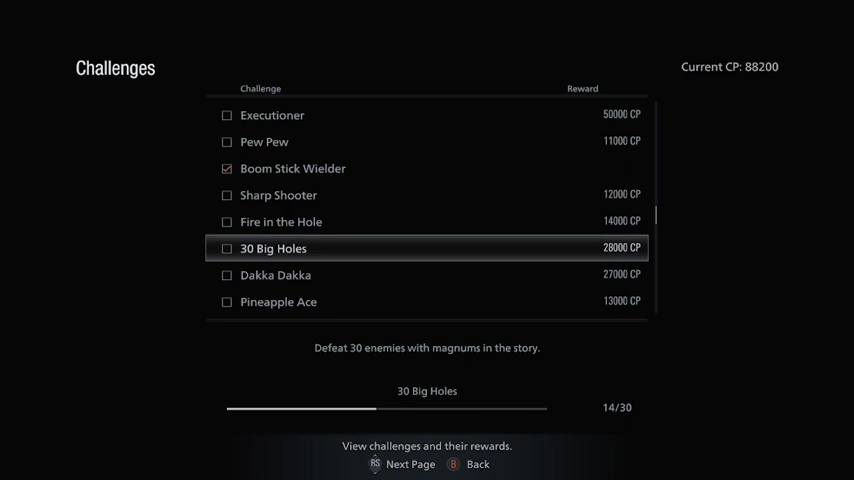 Challenges
Current CP: 88200
Challenge Reward
Executioner 50000 CP
Pew Pew 11000 CP
Boom Stick Wielder
Sharp Shooter 12000 CP
Fire in the Hole 14000 CP
30 Big Holes 28000 CP
Dakka Dakka 27000 CP
Pineapple Ace 13000 CP
Defeat 30 enemies with magnums in the story.
30 Big Holes
14/30
View challenges and their rewards.
RS Next Page B Back